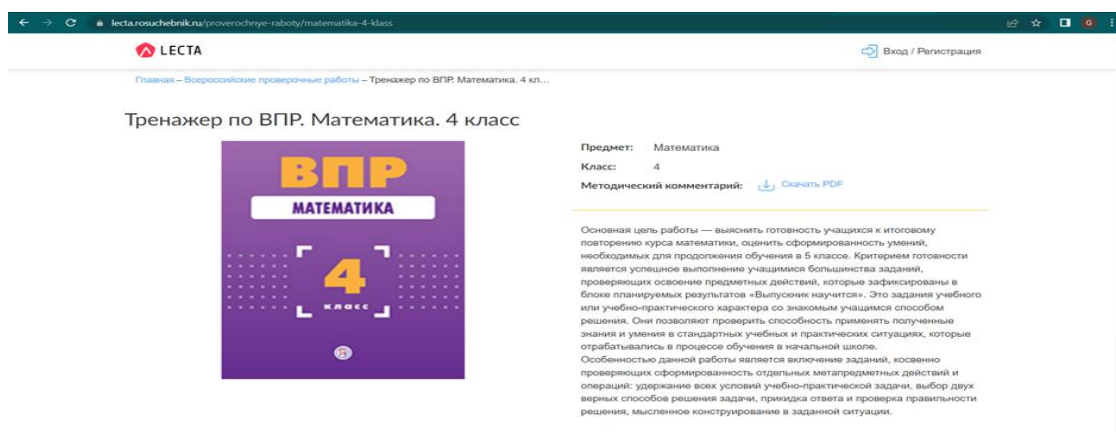 lecta.rosuchebnik.ru/proverochnye-raboty/matematika-4-klass
G
LECTA
Вход / Регистрация
Главная – Всероссийские проверочные работы – Тренажер по ВПР. Математика. 4 кл...
Тренажер по ВПР. Математика. 4 класс
ВПР
МАТЕМАТИКА
4
класс
Предмет: Математика
Класс: 4
Методический комментарий: Скачать PDF
Основная цель работы — выяснить готовность учащихся к итоговому
повторению курса математики, оценить сформированность умений,
необходимых для продолжения обучения в 5 классе. Критерием готовности
является успешное выполнение учащимися большинства заданий,
проверяющих освоение предметных действий, которые зафиксированы в
блоке планируемых результатов «Выпускник научится». Это задания учебного
или учебно-практического характера со знакомым учащимся способом
решения. Они позволяют проверить способность применять полученные
знания и умения в стандартных учебных и практических ситуациях, которые
отрабатывались в процессе обучения в начальной школе.
Особенностью данной работы является включение заданий, косвенно
проверяющих сформированность отдельных метапредметных действий и
операций: удержание всех условий учебно-практической задачи, выбор двух
верных способов решения задачи, прикидка ответа и проверка правильности
решения, мысленное конструирование в заданной ситуации.